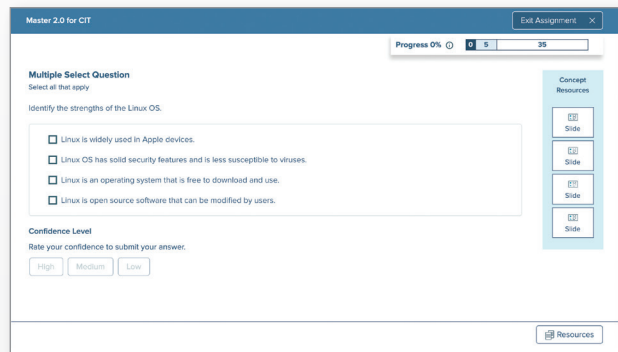 Master 2.0 for CIT
Exit Assignment
Progress 0%
0 5 35
Multiple Select Question
Select all that apply
Identify the strengths of the Linux OS.
Linux is widely used in Apple devices.
Linux OS has solid security features and is less susceptible to viruses.
Linux is an operating system that is free to download and use.
Linux is open source software that can be modified by users.
Confidence Level
Rate your confidence to submit your answer.
High Medium Low
Concept
Resources
Slide
Slide
Slide
Slide
Resources